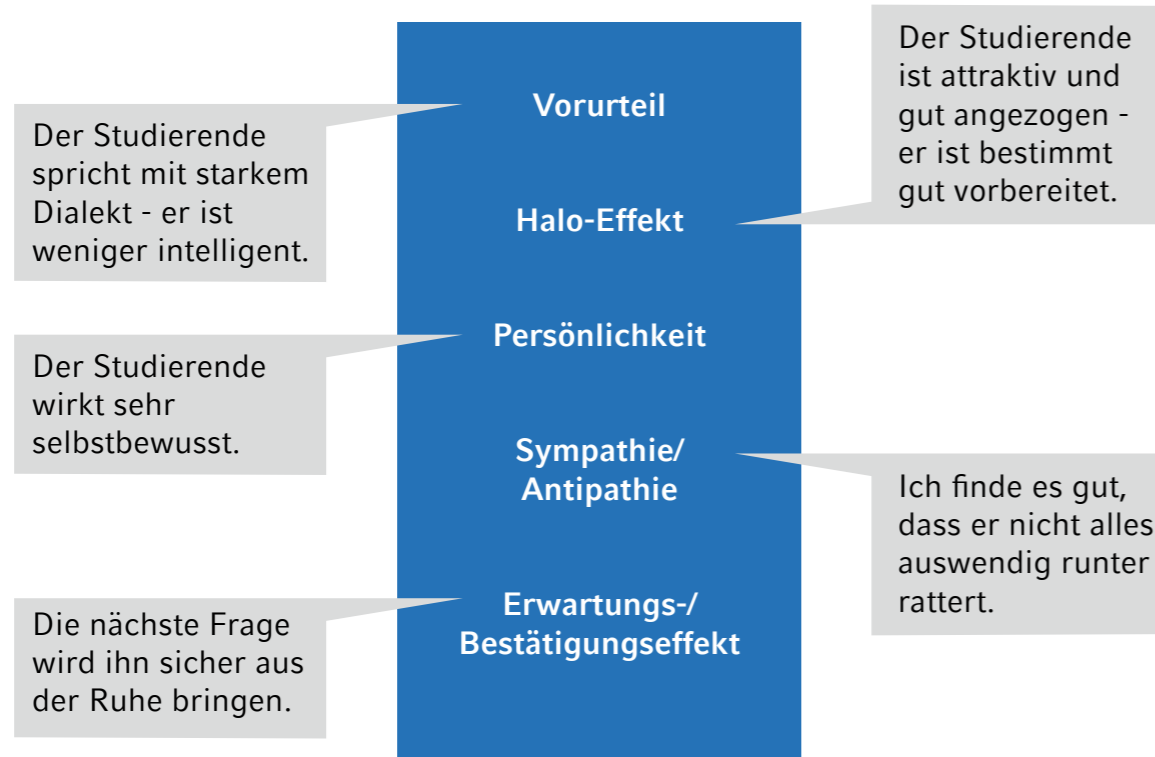 Vorurteil
Der Studierende
spricht mit starkem
Dialekt - er ist
weniger intelligent.
Halo-Effekt
Der Studierende
ist attraktiv und
gut angezogen -
er ist bestimmt
gut vorbereitet.
Persönlichkeit
Der Studierende
wirkt sehr
selbstbewusst.
Sympathie/
Antipathie
Ich finde es gut,
dass er nicht alles
auswendig runter
rattert.
Erwartungs-/
Bestätigungseffekt
Die nächste Frage
wird ihn sicher aus
der Ruhe bringen.